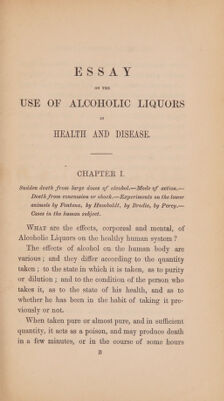 ESSAY
ON THE
USE OF ALCOHOLIC LIQUORS
IN
HEALTH AND DISEASE.
CHAPTER I.
Sudden death from large doses of alcohol.—Mode of action.—
Death from concussion or shock.—Experiments on the lower
animals by Fontana, by Humboldt, by Brodie, by Percy.—
Cases in the human subject.
WHAT are the effects, corporeal and mental, of
Alcoholic Liquors on the healthy human system?
The effects of alcohol on the human body are
various; and they differ according to the quantity
taken; to the state in which it is taken, as to purity
or dilution; and to the condition of the person who
takes it, as to the state of health, and as to
whether he has been in the habit of taking it pre-
viously or not.
When taken pure or almost pure, and in sufficient
quantity, it acts as a poison, and may produce death
in a few minutes, or in the course of some hours
B